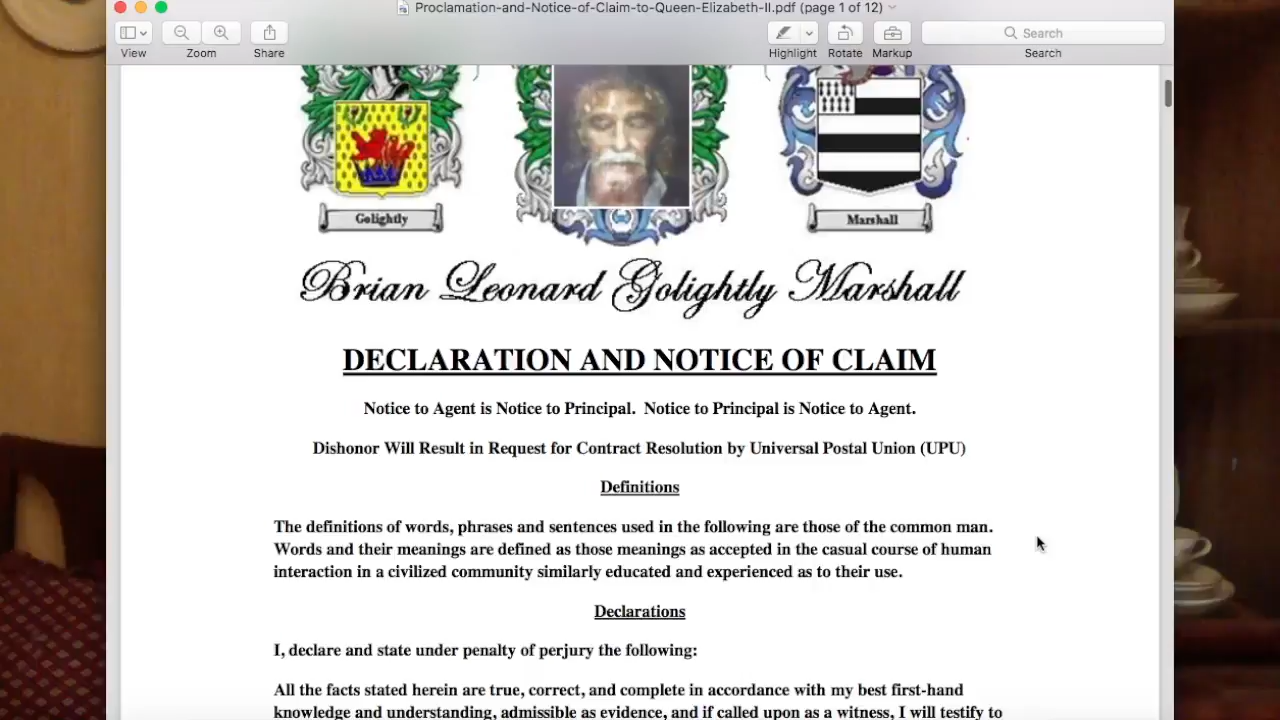 Proclamation-and-Notice-of-Claim-to-Queen-Elizabeth-II.pdf (page 1 of 12)
View
Zoom
Share
Highlight
Rotate
Markup
Search
Search
Golightly
Marshall
Brian Leonard Golightly Marshall
DECLARATION AND NOTICE OF CLAIM
Notice to Agent is Notice to Principal. Notice to Principal is Notice to Agent.
Dishonor Will Result in Request for Contract Resolution by Universal Postal Union (UPU)
Definitions
The definitions of words, phrases and sentences used in the following are those of the common man.
Words and their meanings are defined as those meanings as accepted in the casual course of human
interaction in a civilized community similarly educated and experienced as to their use.
Declarations
I, declare and state under penalty of perjury the following:
All the facts stated herein are true, correct, and complete in accordance with my best first-hand
knowledge and understanding, admissible as evidence, and if called upon as a witness, I will testify to